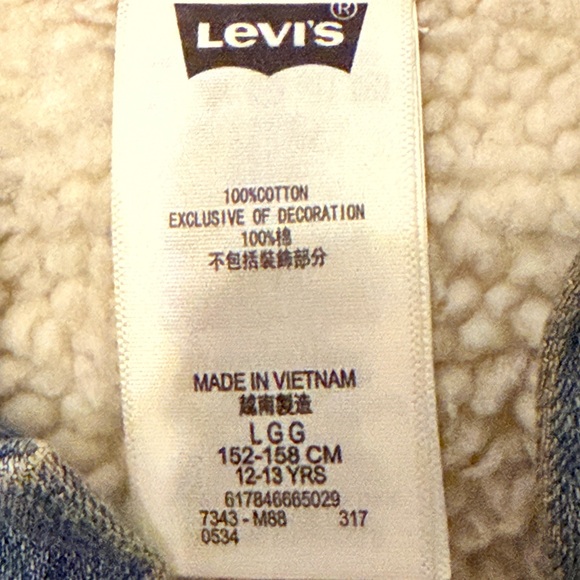 LEVI'S®
100%COTTON
EXCLUSIVE OF DECORATION
100%棉
不包括裝飾部分
MADE IN VIETNAM
越南製造
LGG
152-158 CM
12-13 YRS
617846665029
7343 - M88 317
0534